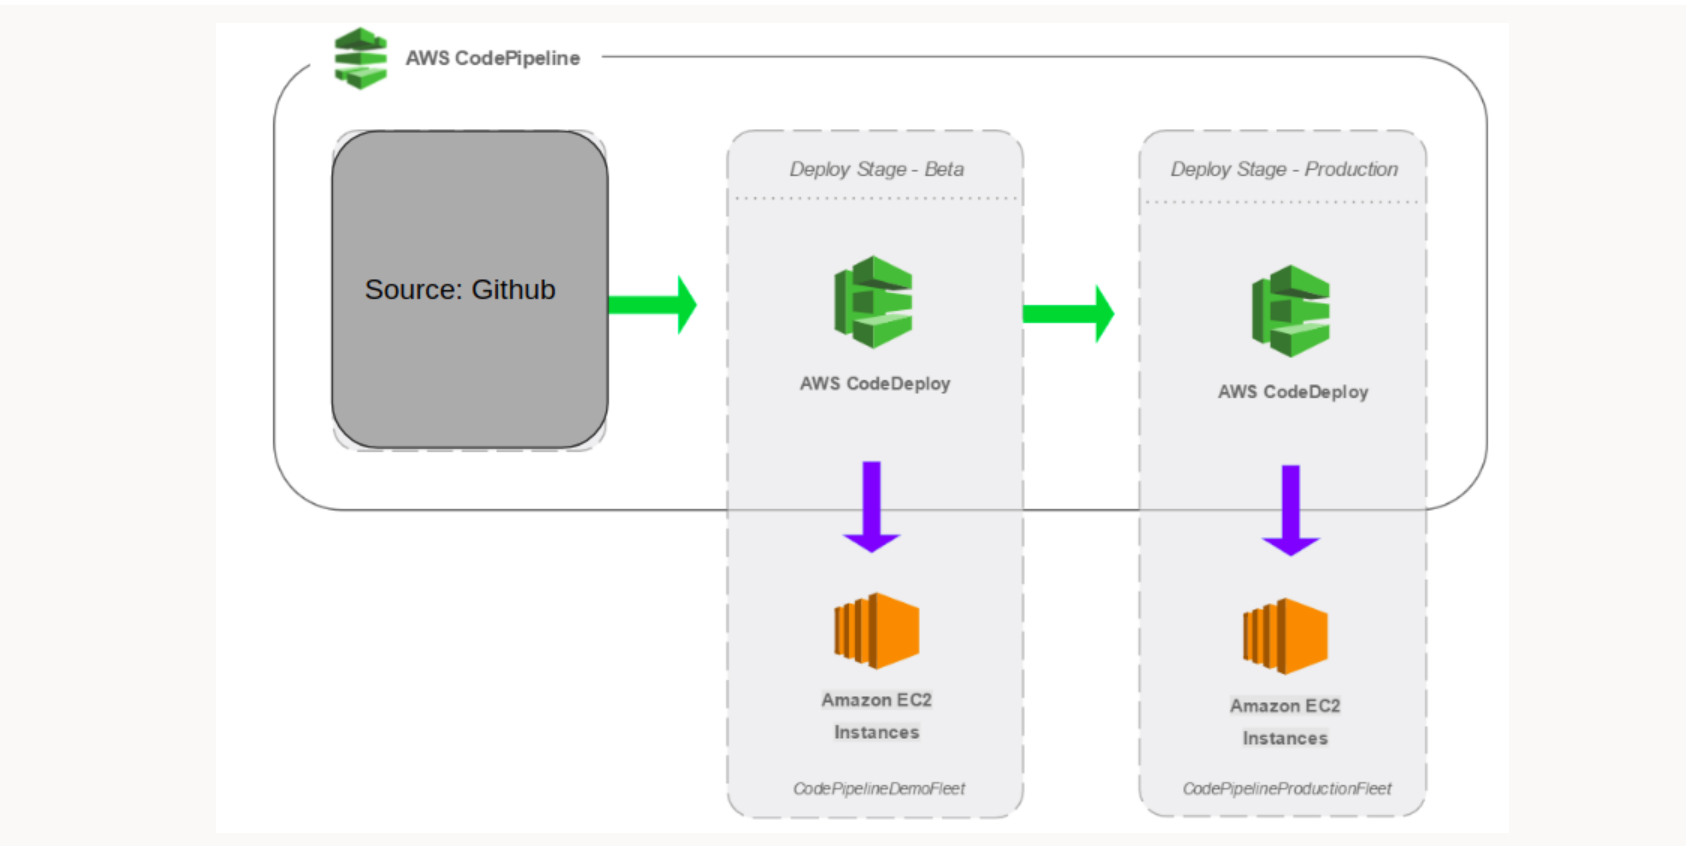 AWS CodePipeline
Source: Github
Deploy Stage - Beta
AWS CodeDeploy
Amazon EC2
Instances
CodePipelineDemoFleet
Deploy Stage - Production
AWS CodeDeploy
Amazon EC2
Instances
CodePipelineProductionFleet